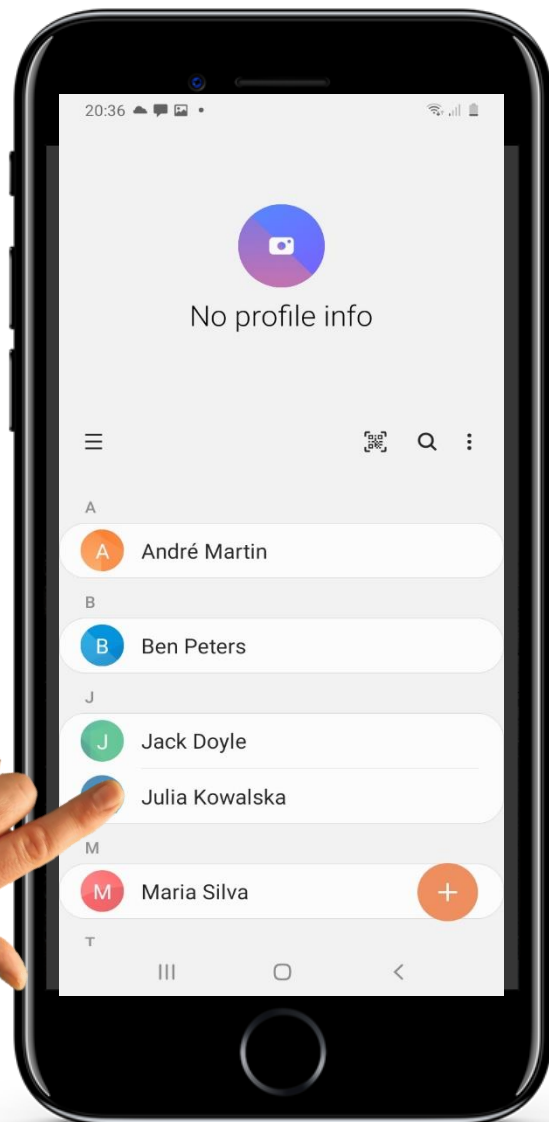 20:36
No profile info
A
A André Martin
B
B Ben Peters
J
J Jack Doyle
Julia Kowalska
M
M Maria Silva
T